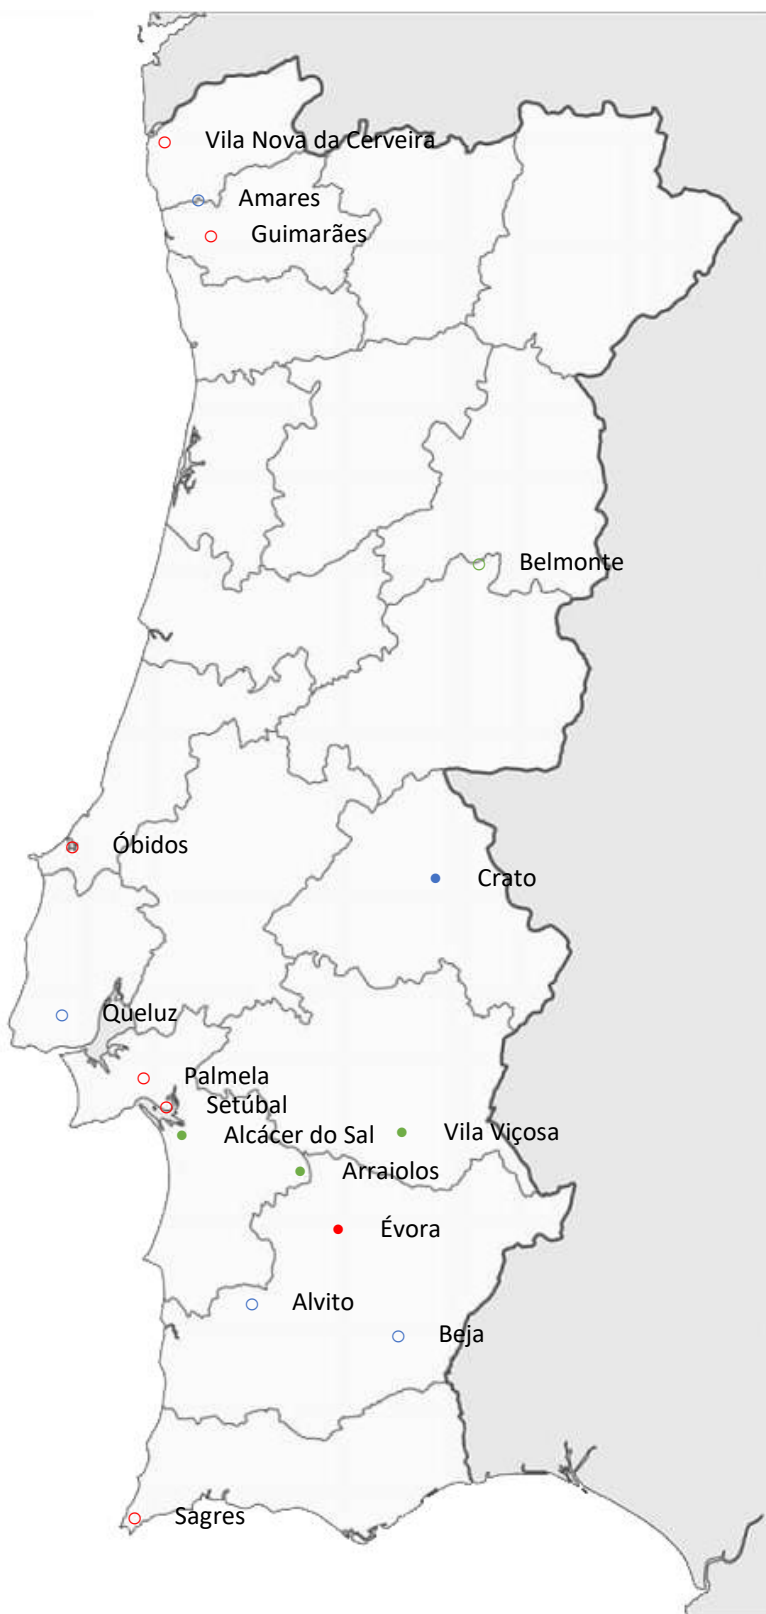 Vila Nova da Cerveira
Amares
Guimarães
Belmonte
Óbidos
Crato
Queluz
Palmela
Setúbal
Alcácer do Sal
Vila Viçosa
Arraiolos
Évora
Alvito
Beja
Sagres